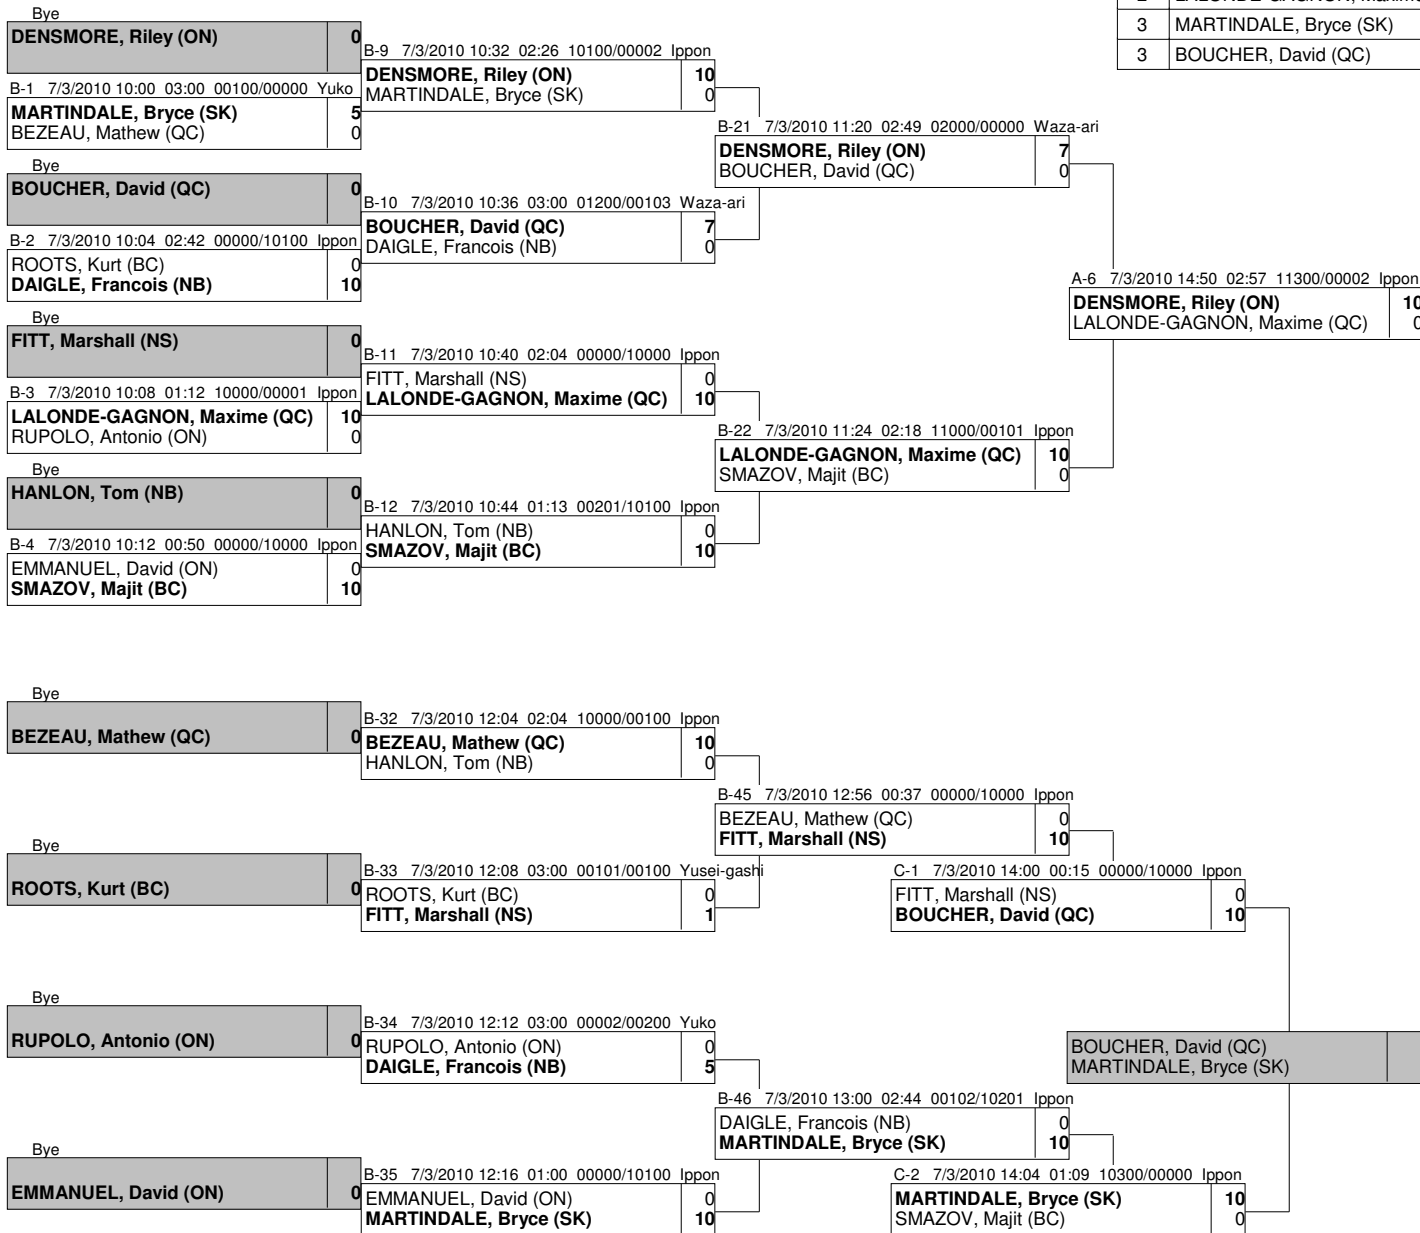 2 LALONDE-GAGNON, Maxime
3 MARTINDALE, Bryce (SK)
3 BOUCHER, David (QC)
Bye
DENSMORE, Riley (ON) 0
B-1 7/3/2010 10:00 03:00 00100/00000 Yuko
MARTINDALE, Bryce (SK) 5
BEZEAU, Mathew (QC) 0
Bye
BOUCHER, David (QC) 0
B-2 7/3/2010 10:04 02:42 00000/10100 Ippon
ROOTS, Kurt (BC) 0
DAIGLE, Francois (NB) 10
Bye
FITT, Marshall (NS) 0
B-3 7/3/2010 10:08 01:12 10000/00001 Ippon
LALONDE-GAGNON, Maxime (QC) 10
RUPOLO, Antonio (ON) 0
Bye
HANLON, Tom (NB) 0
B-4 7/3/2010 10:12 00:50 00000/10000 Ippon
EMMANUEL, David (ON) 0
SMAZOV, Majit (BC) 10
B-9 7/3/2010 10:32 02:26 10100/00002 Ippon
DENSMORE, Riley (ON) 10
MARTINDALE, Bryce (SK) 0
B-10 7/3/2010 10:36 03:00 01200/00103 Waza-ari
BOUCHER, David (QC) 7
DAIGLE, Francois (NB) 0
B-11 7/3/2010 10:40 02:04 00000/10000 Ippon
FITT, Marshall (NS) 0
LALONDE-GAGNON, Maxime (QC) 10
B-12 7/3/2010 10:44 01:13 00201/10100 Ippon
HANLON, Tom (NB) 0
SMAZOV, Majit (BC) 10
B-21 7/3/2010 11:20 02:49 02000/00000 Waza-ari
DENSMORE, Riley (ON) 7
BOUCHER, David (QC) 0
B-22 7/3/2010 11:24 02:18 11000/00101 Ippon
LALONDE-GAGNON, Maxime (QC) 10
SMAZOV, Majit (BC) 0
A-6 7/3/2010 14:50 02:57 11300/00002 Ippon
DENSMORE, Riley (ON) 10
LALONDE-GAGNON, Maxime (QC) 0
Bye
BEZEAU, Mathew (QC) 0
Bye
ROOTS, Kurt (BC) 0
Bye
RUPOLO, Antonio (ON) 0
Bye
EMMANUEL, David (ON) 0
B-32 7/3/2010 12:04 02:04 10000/00100 Ippon
BEZEAU, Mathew (QC) 10
HANLON, Tom (NB) 0
B-33 7/3/2010 12:08 03:00 00101/00100 Yusei-gashi
ROOTS, Kurt (BC) 0
FITT, Marshall (NS) 1
B-34 7/3/2010 12:12 03:00 00002/00200 Yuko
RUPOLO, Antonio (ON) 0
DAIGLE, Francois (NB) 5
B-35 7/3/2010 12:16 01:00 00000/10100 Ippon
EMMANUEL, David (ON) 0
MARTINDALE, Bryce (SK) 10
B-45 7/3/2010 12:56 00:37 00000/10000 Ippon
BEZEAU, Mathew (QC) 0
FITT, Marshall (NS) 10
B-46 7/3/2010 13:00 02:44 00102/10201 Ippon
DAIGLE, Francois (NB) 0
MARTINDALE, Bryce (SK) 10
C-1 7/3/2010 14:00 00:15 00000/10000 Ippon
FITT, Marshall (NS) 0
BOUCHER, David (QC) 10
C-2 7/3/2010 14:04 01:09 10300/00000 Ippon
MARTINDALE, Bryce (SK) 10
SMAZOV, Majit (BC) 0
BOUCHER, David (QC)
MARTINDALE, Bryce (SK)